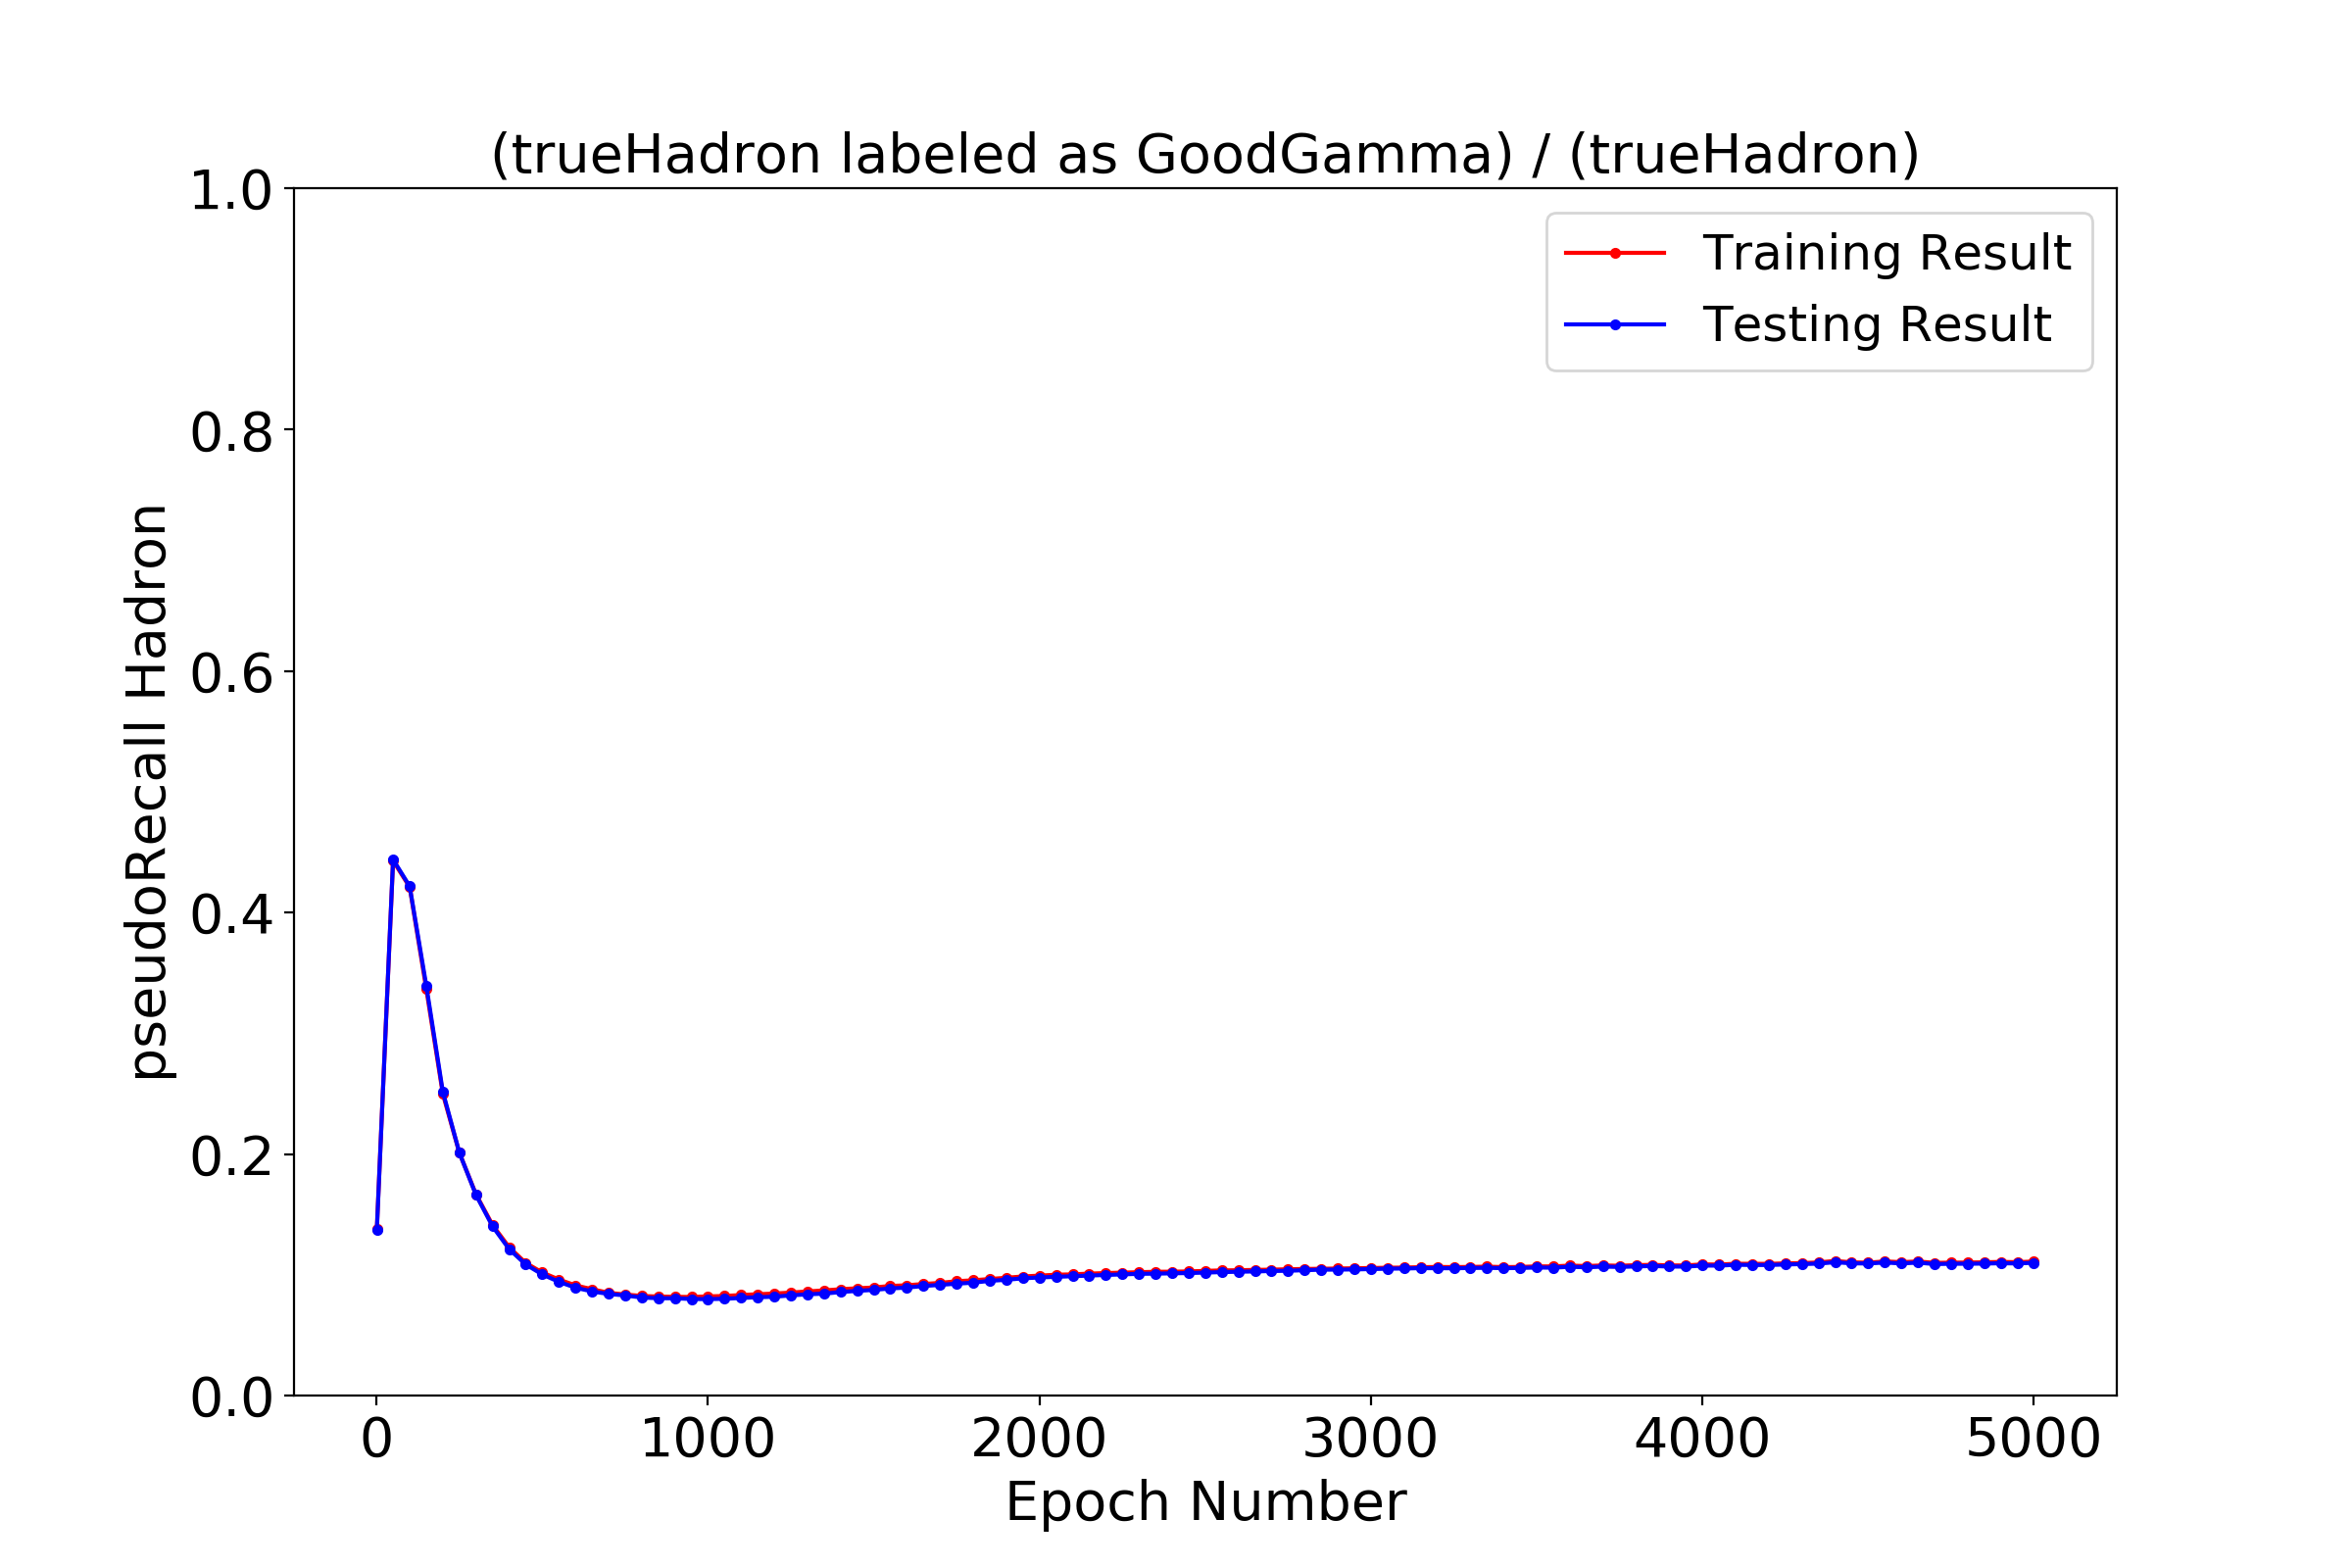 (trueHadron labeled as GoodGamma) / (trueHadron)
1.0
0.8
0.6
0.4
0.2
0.0
pseudoRecall Hadron
Training Result
Testing Result
0 1000 2000 3000 4000 5000
Epoch Number